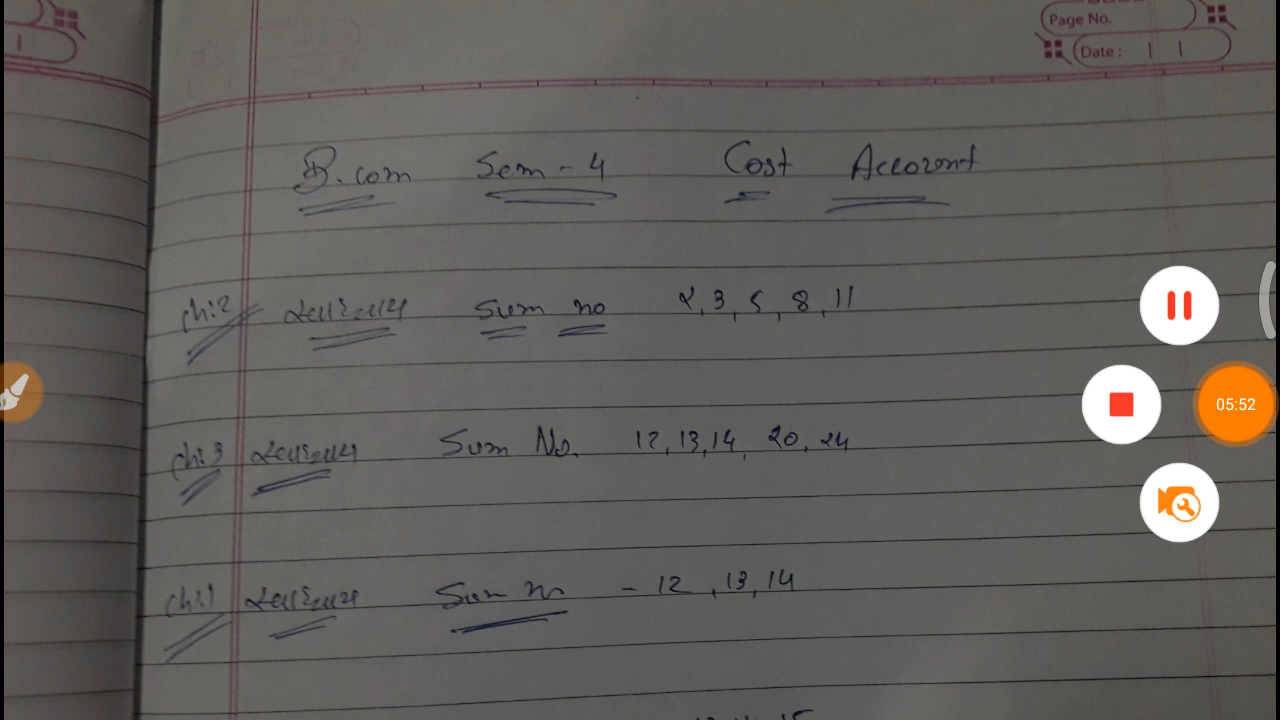 Page No.
Date :
B.com Sem - 4 Cost Account
ch:2 સ્વાધ્યાય Sum no 2, 3, 5, 8, 11
ch:3 સ્વાધ્યાય Sum No. 12, 13, 14, 20, 24
ch:1 સ્વાધ્યાય Sum no - 12, 13, 14
05:52